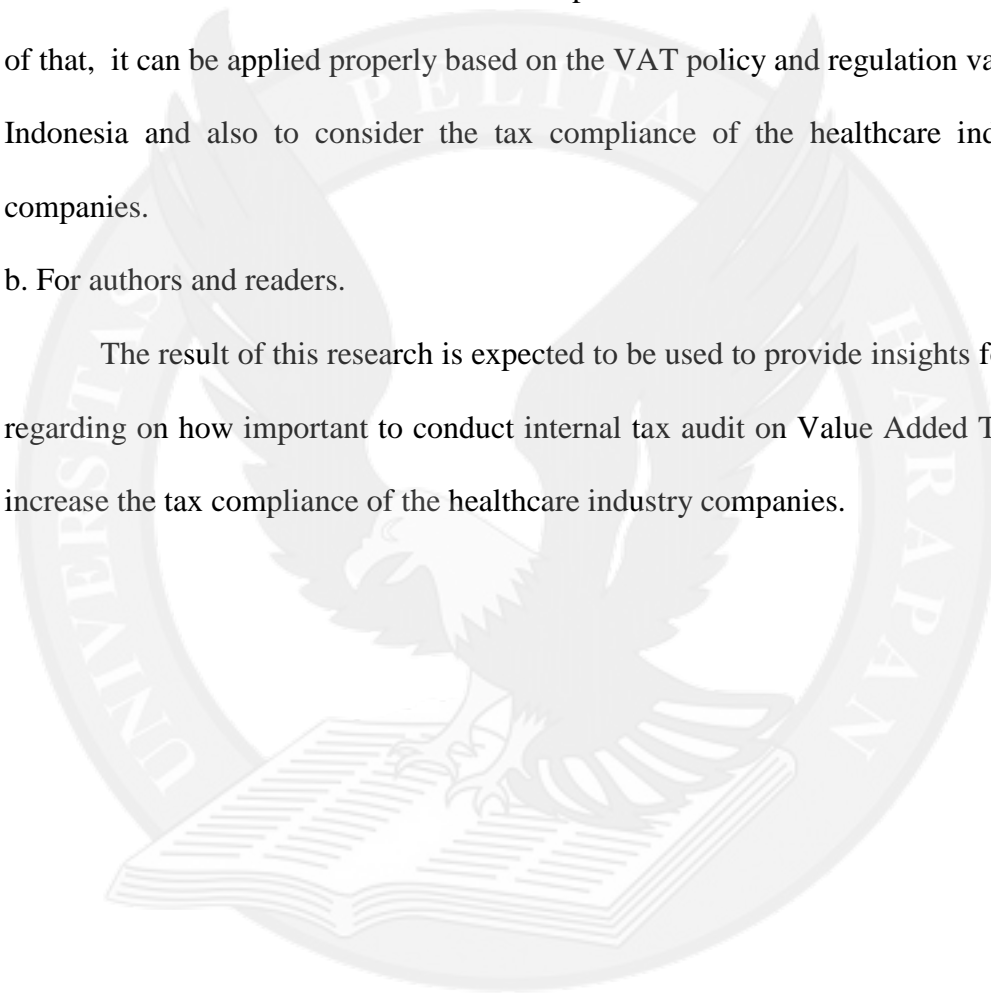 of that, it can be applied properly based on the VAT policy and regulation
Indonesia and also to consider the tax compliance of the healthcare
companies.
b. For authors and readers.
The result of this research is expected to be used to provide insights
regarding on how important to conduct internal tax audit on Value Added
increase the tax compliance of the healthcare industry companies.
UNIVERSITAS PELITA HARAPAN